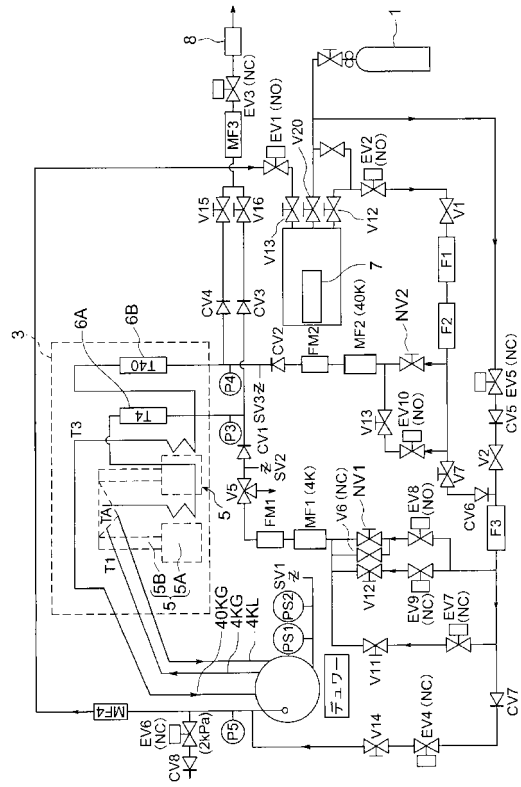 3
6A
6B
T3
T40
T4
TA
T1
5B
5A
5
5
40KG
4KG
4KL
MF4
EV6 (NC)
(2kPa)
CV8
P5
SV1
PS1
PS2
デュワー
P4
P3
SV3
CV2
CV1
SV2
V5
CV4
CV3
V15
V16
MF3
EV3 (NC)
8
EV1 (NO)
V20
V13
V12
7
EV2 (NO)
1
V1
F1
F2
FM2
MF2 (40K)
NV2
V13
EV10 (NO)
V7
CV6
FM1
MF1 (4K)
V6 (NC)
NV1
V12
EV8 (NO)
EV9 (NC)
V11
EV7 (NC)
V14
EV4 (NC)
CV7
F3
V2
CV5
EV5 (NC)